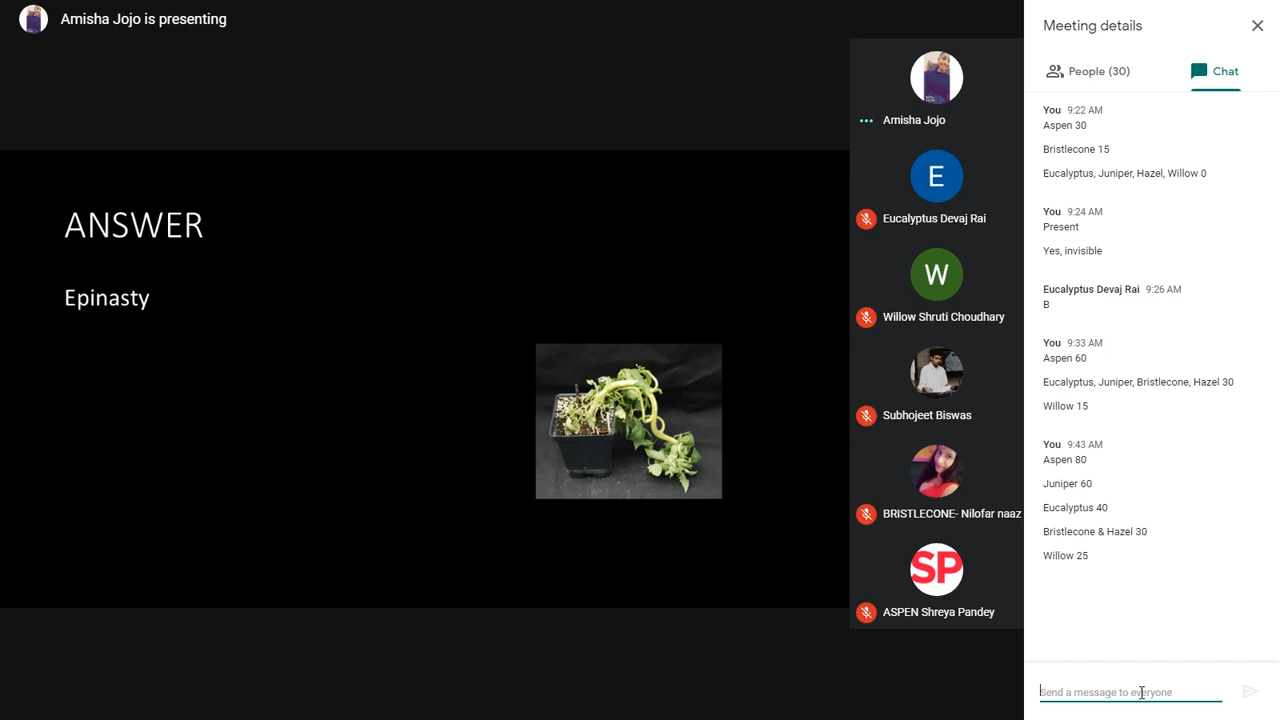 Amisha Jojo is presenting
ANSWER
Epinasty
Amisha Jojo
E
Eucalyptus Devaj Rai
W
Willow Shruti Choudhary
Subhojeet Biswas
BRISTLECONE- Nilofar naaz
SP
ASPEN Shreya Pandey
Meeting details
People (30)
Chat
You 9:22 AM
Aspen 30
Bristlecone 15
Eucalyptus, Juniper, Hazel, Willow 0
You 9:24 AM
Present
Yes, invisible
Eucalyptus Devaj Rai 9:26 AM
B
You 9:33 AM
Aspen 60
Eucalyptus, Juniper, Bristlecone, Hazel 30
Willow 15
You 9:43 AM
Aspen 80
Juniper 60
Eucalyptus 40
Bristlecone & Hazel 30
Willow 25
Send a message to everyone